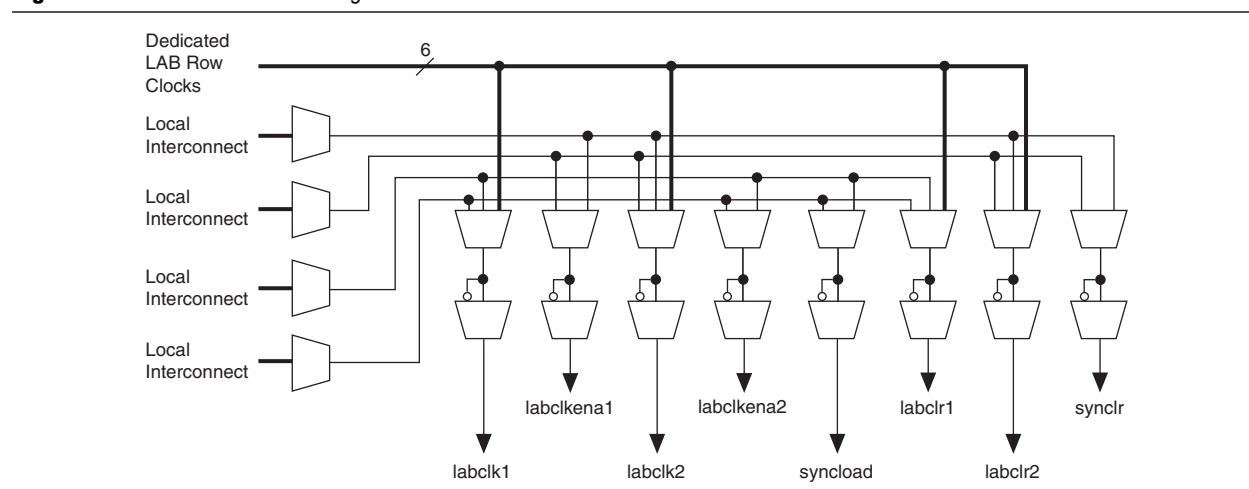 Dedicated
LAB Row
Clocks
6
Local
Interconnect
Local
Interconnect
Local
Interconnect
Local
Interconnect
labclkena1
labclkena2
labclr1
synclr
labclk1
labclk2
syncload
labclr2